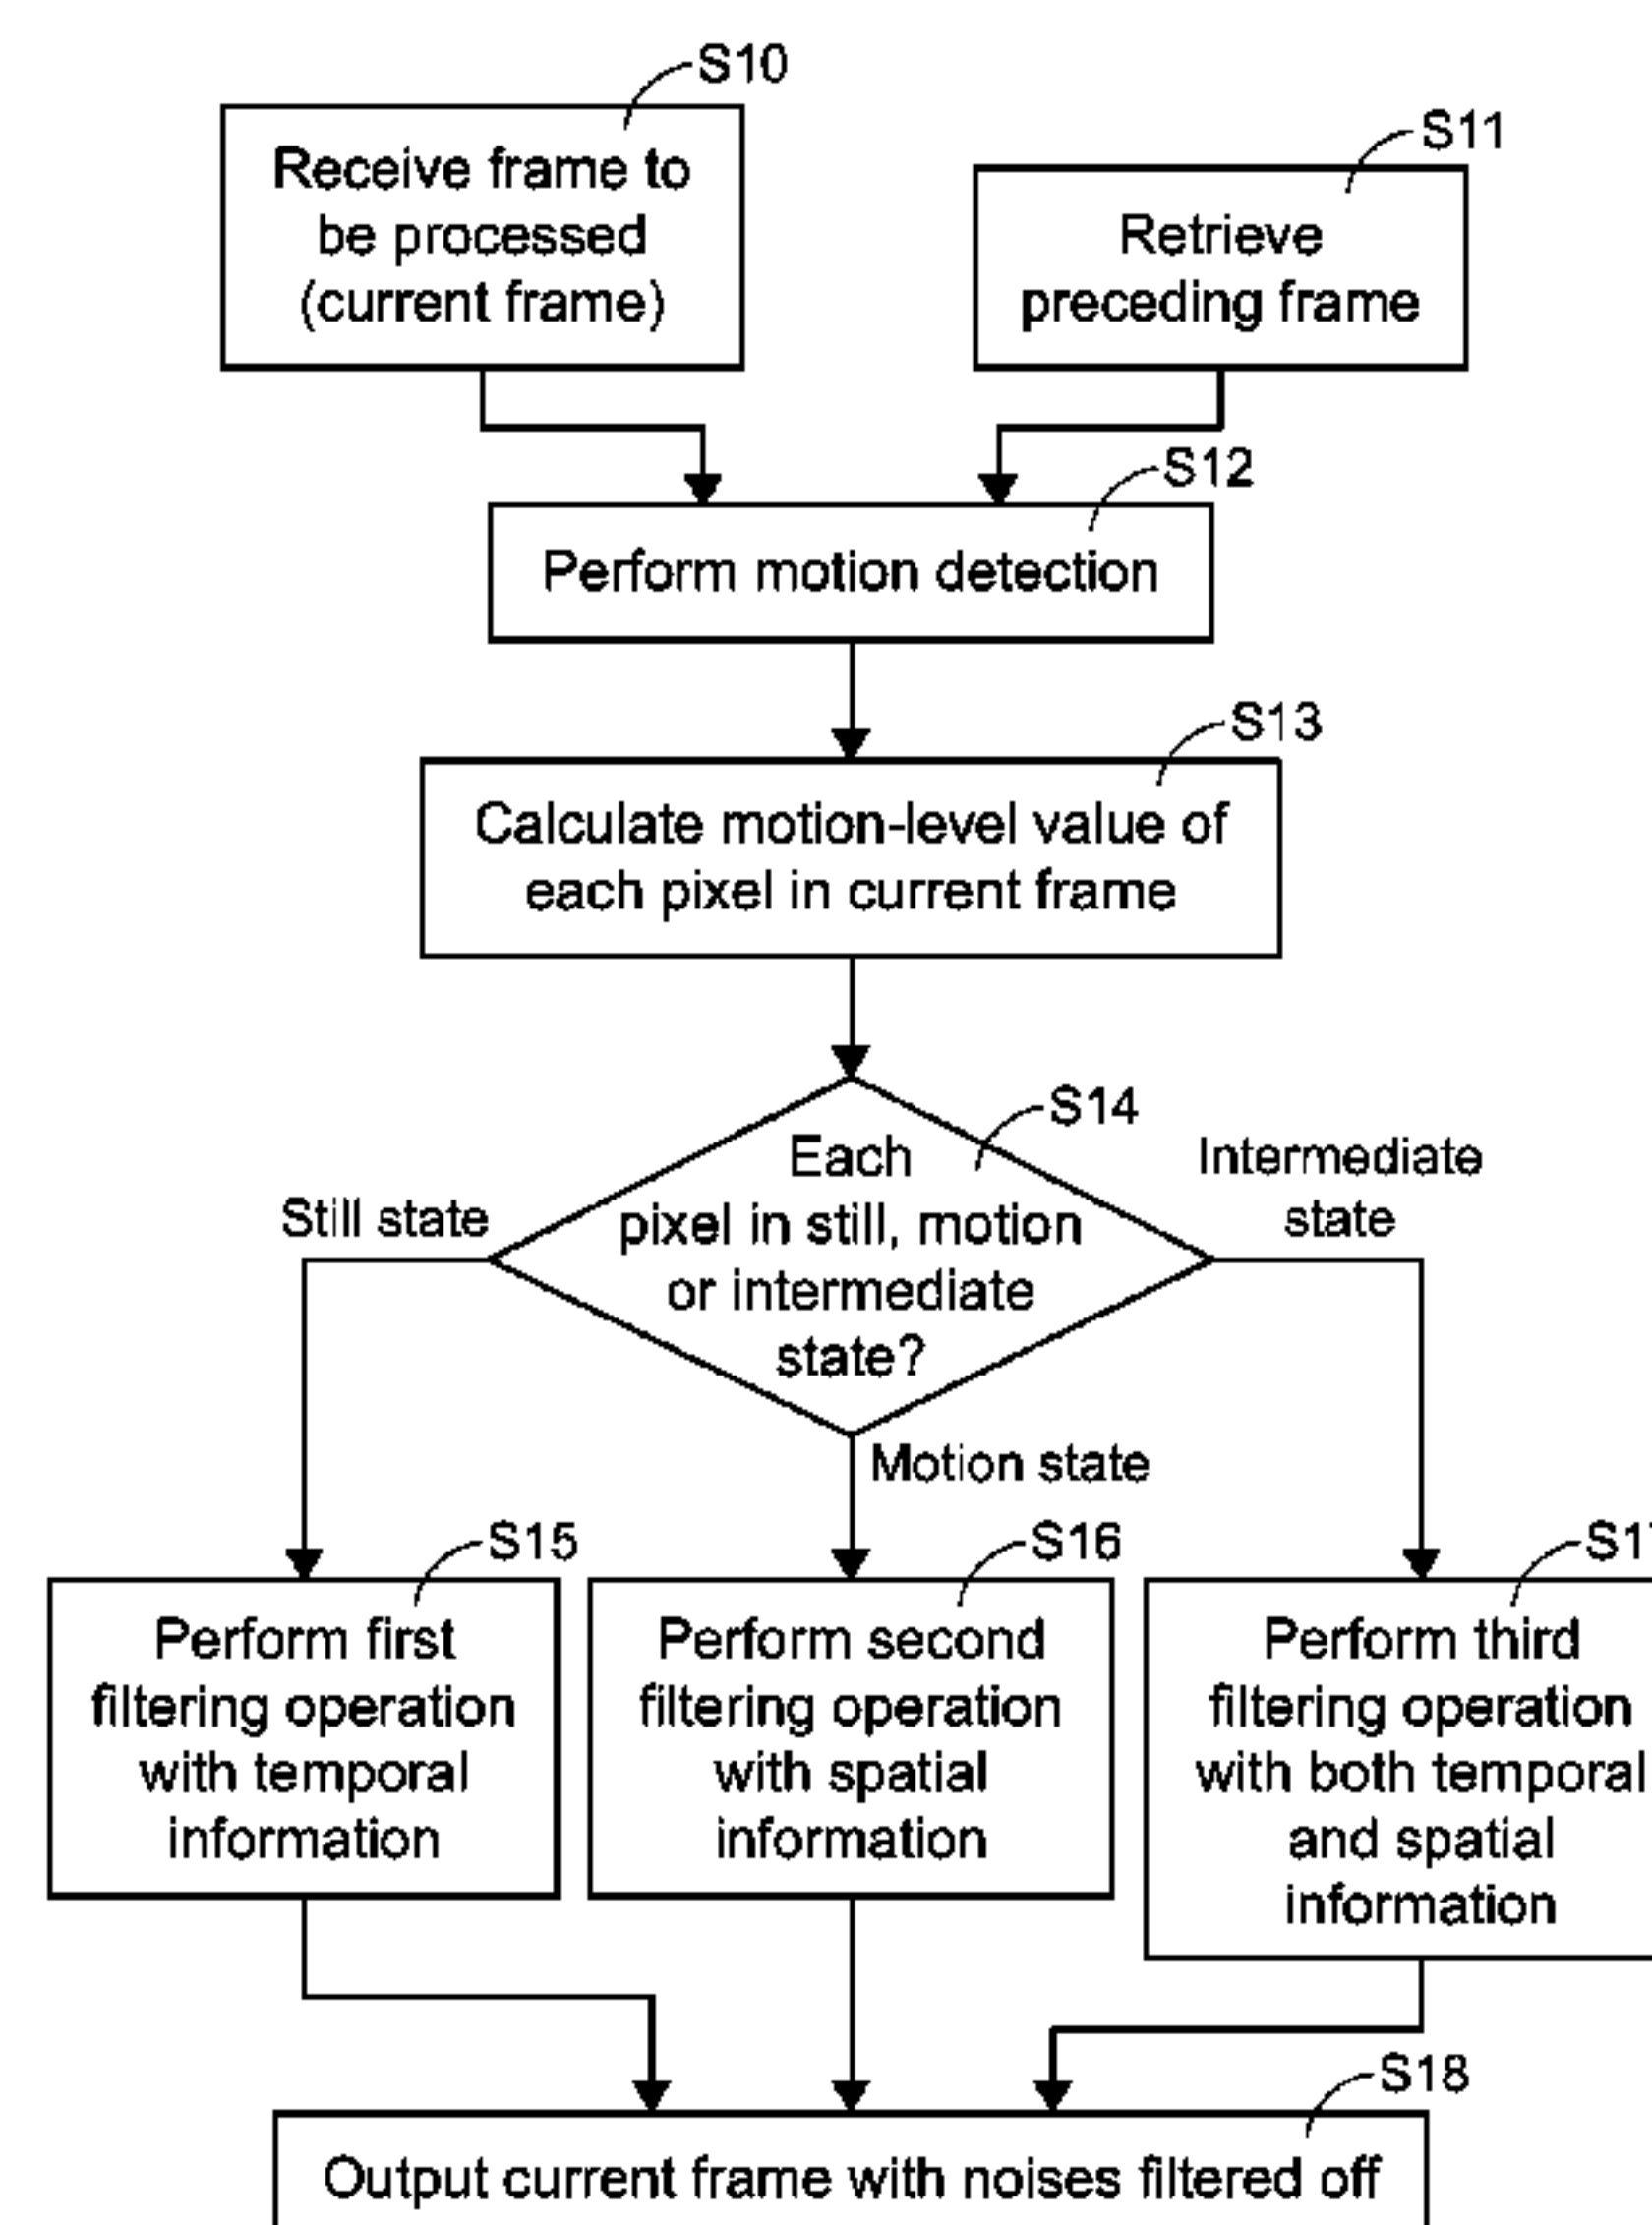 S10
Receive frame to
be processed
(current frame)
S11
Retrieve
preceding frame
S12
Perform motion detection
S13
Calculate motion-level value of
each pixel in current frame
S14
Each
pixel in still, motion
or intermediate
state?
Still state
Intermediate
state
Motion state
S15
Perform first
filtering operation
with temporal
information
S16
Perform second
filtering operation
with spatial
information
S17
Perform third
filtering operation
with both temporal
and spatial
information
S18
Output current frame with noises filtered off